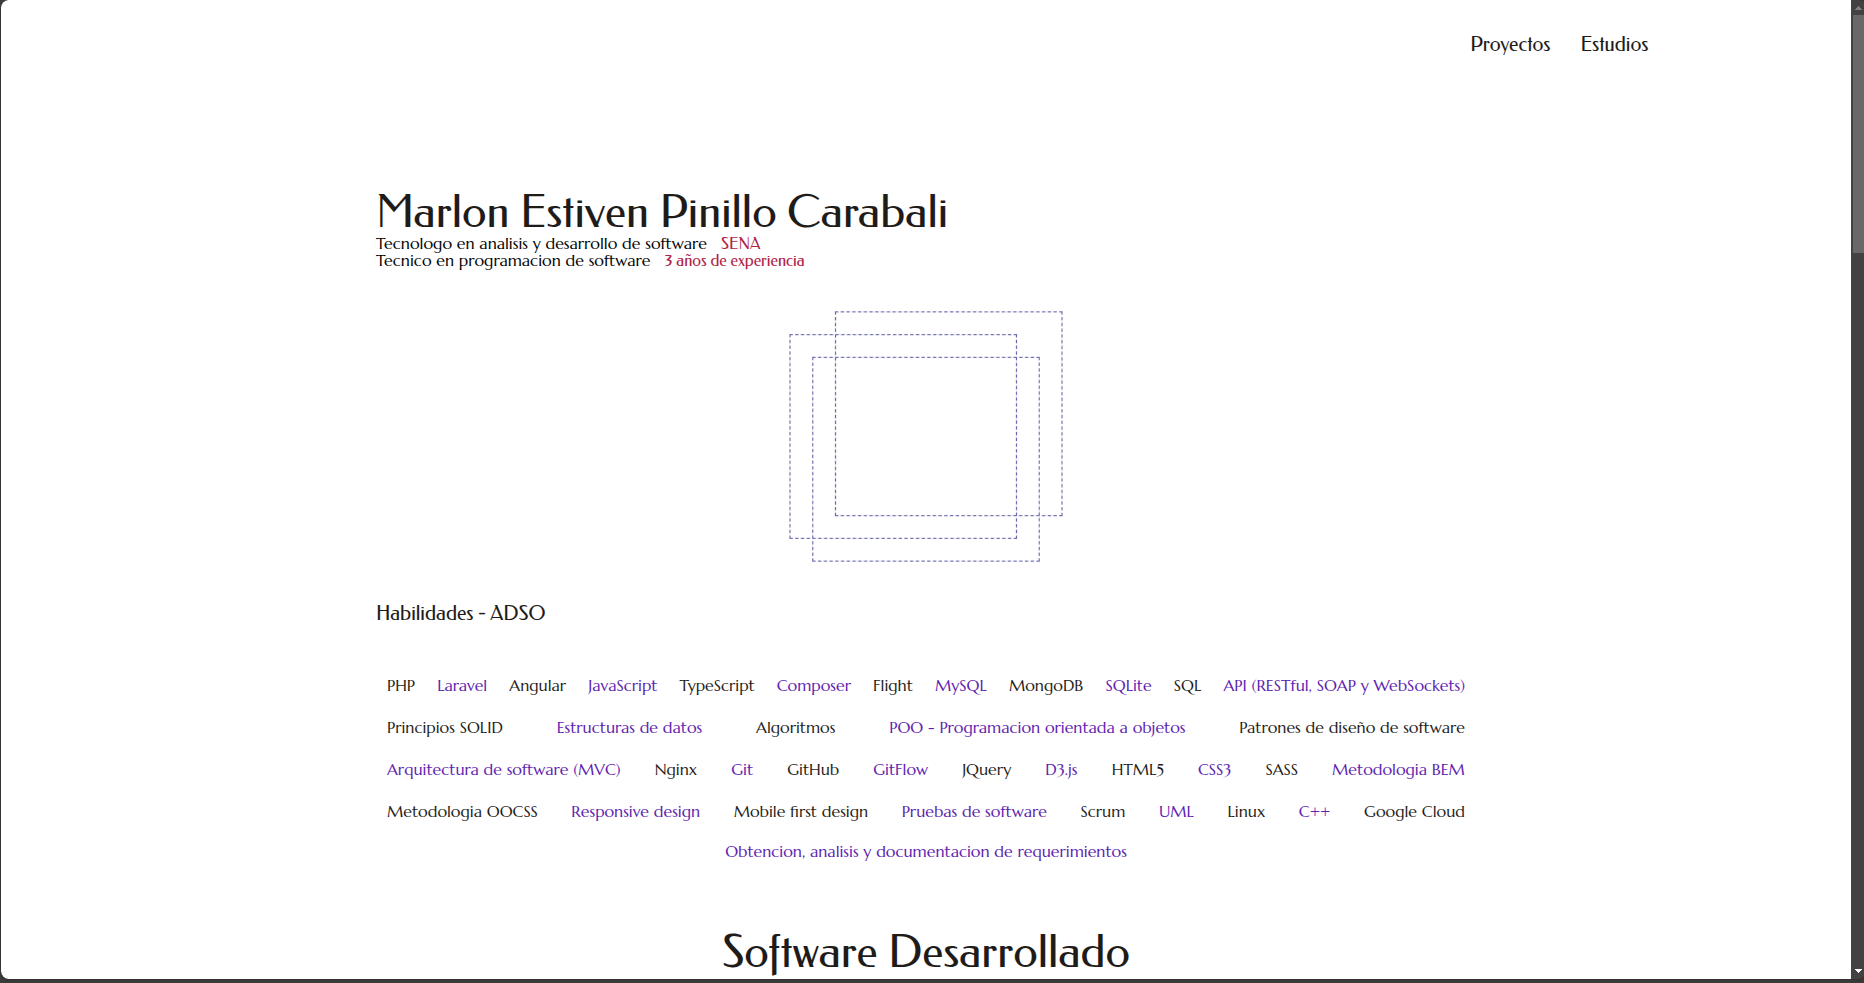 Proyectos Estudios
Marlon Estiven Pinillo Carabali
Tecnologo en analisis y desarrollo de software SENA
Tecnico en programacion de software 3 años de experiencia
Habilidades - ADSO
PHP Laravel Angular JavaScript TypeScript Composer Flight MySQL MongoDB SQLite SQL API (RESTful, SOAP y WebSockets)
Principios SOLID Estructuras de datos Algoritmos POO - Programacion orientada a objetos Patrones de diseño de software
Arquitectura de software (MVC) Nginx Git GitHub GitFlow JQuery D3.js HTML5 CSS3 SASS Metodologia BEM
Metodologia OOCSS Responsive design Mobile first design Pruebas de software Scrum UML Linux C++ Google Cloud
Obtencion, analisis y documentacion de requerimientos
Software Desarrollado